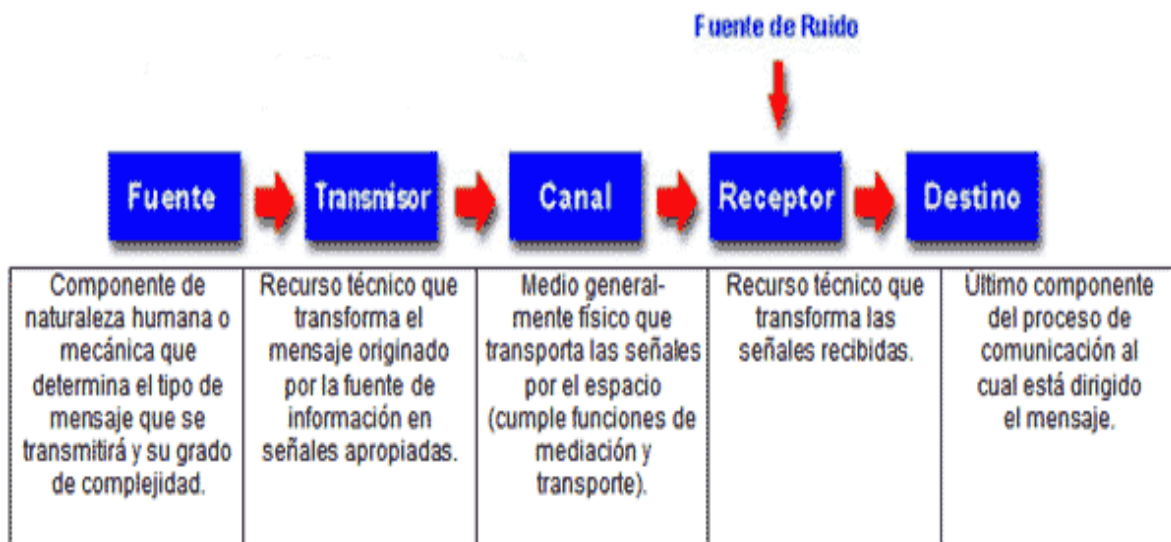 Fuente de Ruido
Fuente
Transmisor
Canal
Receptor
Destino
Componente de
naturaleza humana o
mecánica que
determina el tipo de
mensaje que se
transmitirá y su grado
de complejidad.
Recurso técnico que
transforma el
mensaje originado
por la fuente de
información en
señales apropiadas.
Medio general-
mente físico que
transporta las señales
por el espacio
(cumple funciones de
mediación y
transporte).
Recurso técnico que
transforma las
señales recibidas.
Último componente
del proceso de
comunicación al
cual está dirigido
el mensaje.